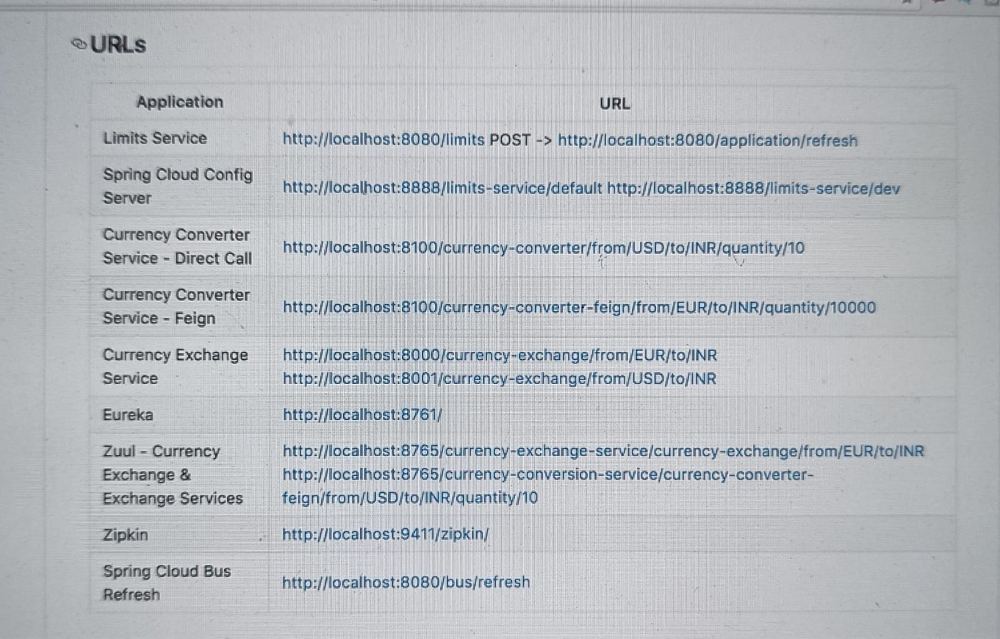 URLs
Application URL
Limits Service http://localhost:8080/limits POST -> http://localhost:8080/application/refresh
Spring Cloud Config
Server
http://localhost:8888/limits-service/default http://localhost:8888/limits-service/dev
Currency Converter
Service - Direct Call
http://localhost:8100/currency-converter/from/USD/to/INR/quantity/10
Currency Converter
Service - Feign
http://localhost:8100/currency-converter-feign/from/EUR/to/INR/quantity/10000
Currency Exchange
Service
http://localhost:8000/currency-exchange/from/EUR/to/INR
http://localhost:8001/currency-exchange/from/USD/to/INR
Eureka http://localhost:8761/
Zuul - Currency
Exchange &
Exchange Services
http://localhost:8765/currency-exchange-service/currency-exchange/from/EUR/to/INR
http://localhost:8765/currency-conversion-service/currency-converter-
feign/from/USD/to/INR/quantity/10
Zipkin http://localhost:9411/zipkin/
Spring Cloud Bus
Refresh
http://localhost:8080/bus/refresh